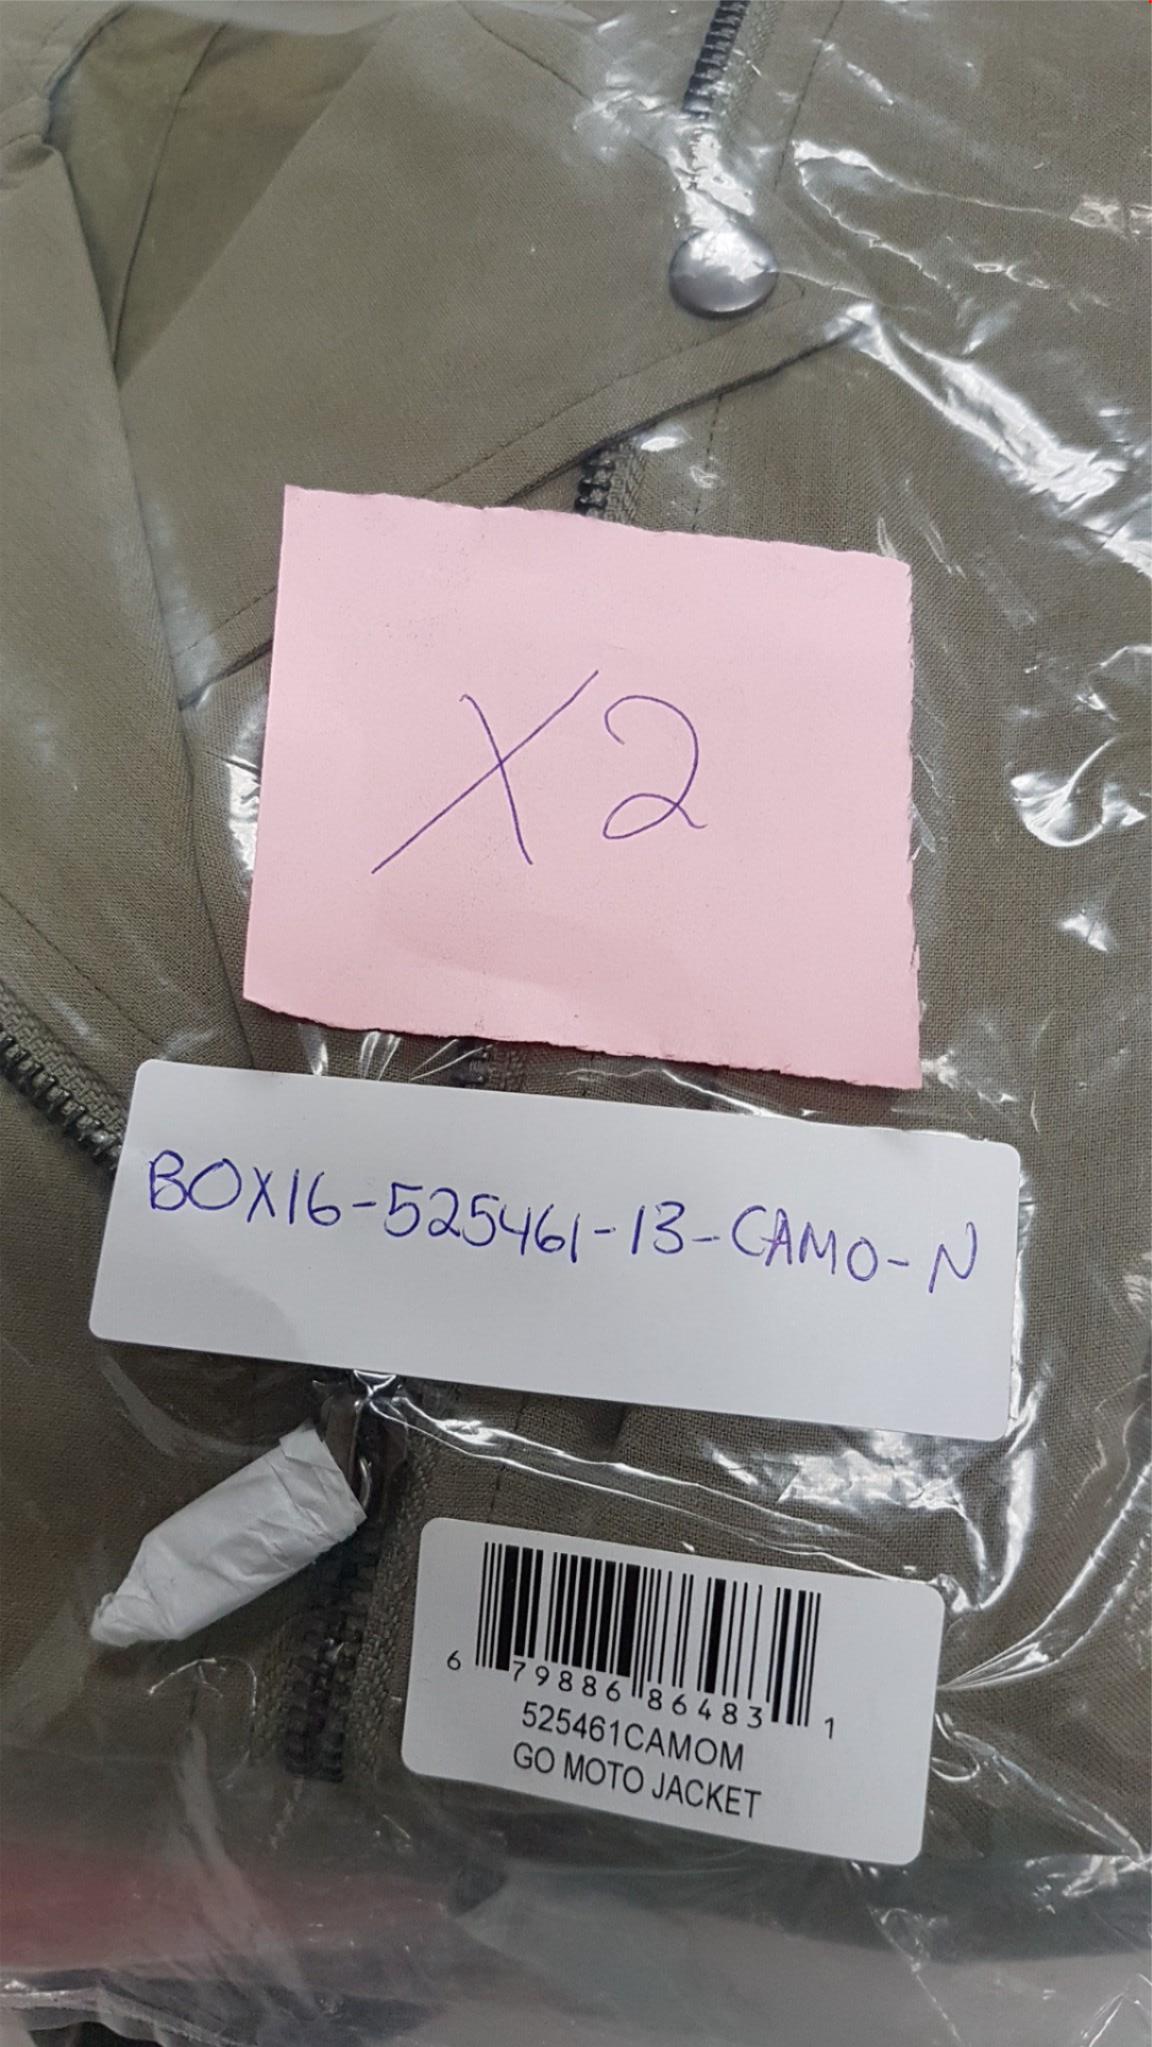 X2
BOX16-525461-13-CAMO-N
6 79886 86483 1
525461CAMOM
GO MOTO JACKET